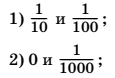 1) 1/10 и 1/100 ;
2) 0 и 1/1000 ;